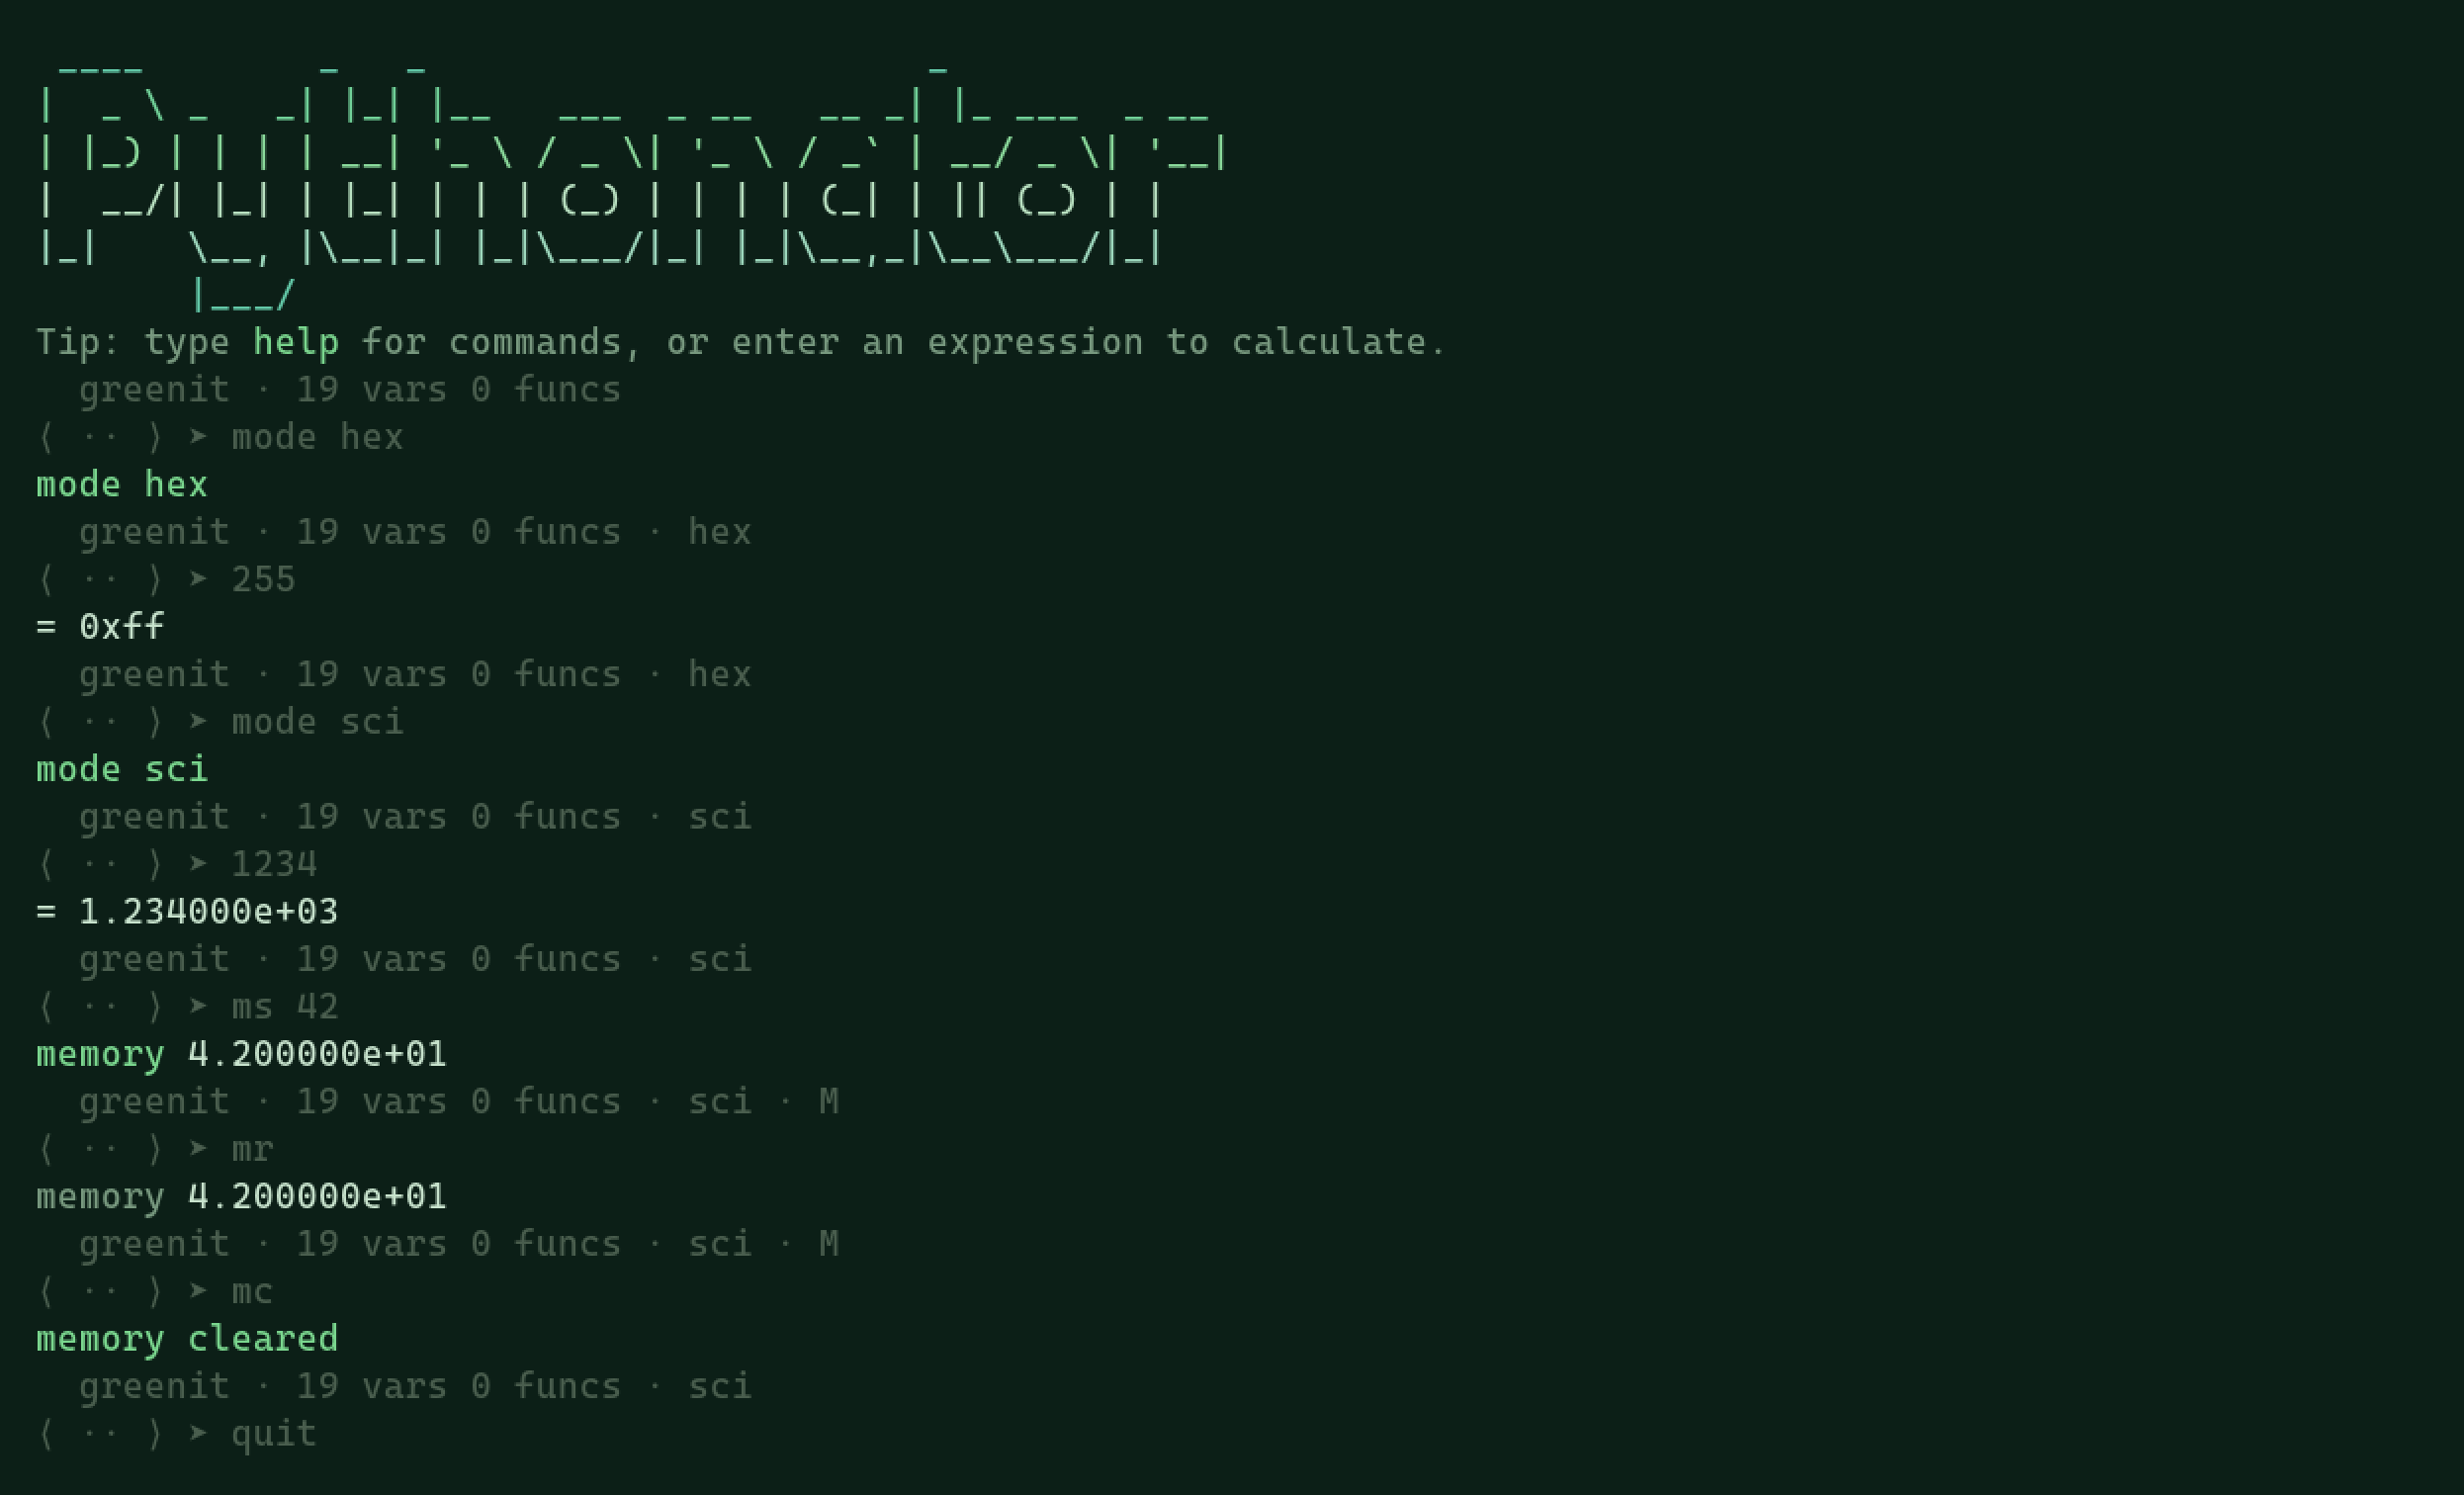 ____        _   _                       _
|  _ \ _   _| |_| |__   ___  _ __   __ _| |_ ___  _ __
| |_) | | | | __| '_ \ / _ \| '_ \ / _` | __/ _ \| '__|
|  __/| |_| | |_| | | | (_) | | | | (_| | || (_) | |
|_|    \__, |\__|_| |_|\___/|_| |_|\__,_|\__\___/|_|
       |___/
Tip: type help for commands, or enter an expression to calculate.
  greenit · 19 vars 0 funcs
⟨ ·· ⟩ ➤ mode hex
mode hex
  greenit · 19 vars 0 funcs · hex
⟨ ·· ⟩ ➤ 255
= 0xff
  greenit · 19 vars 0 funcs · hex
⟨ ·· ⟩ ➤ mode sci
mode sci
  greenit · 19 vars 0 funcs · sci
⟨ ·· ⟩ ➤ 1234
= 1.234000e+03
  greenit · 19 vars 0 funcs · sci
⟨ ·· ⟩ ➤ ms 42
memory 4.200000e+01
  greenit · 19 vars 0 funcs · sci · M
⟨ ·· ⟩ ➤ mr
memory 4.200000e+01
  greenit · 19 vars 0 funcs · sci · M
⟨ ·· ⟩ ➤ mc
memory cleared
  greenit · 19 vars 0 funcs · sci
⟨ ·· ⟩ ➤ quit